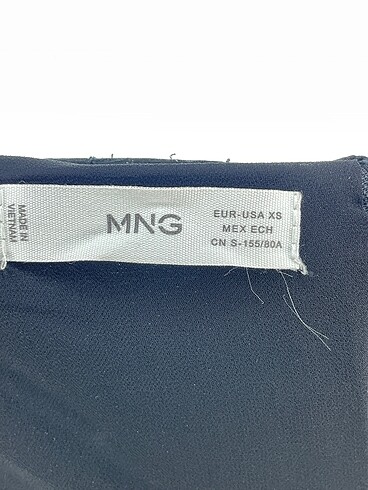 MADE IN
VIETNAM
MNG
EUR-USA XS
MEX ECH
CN S-155/80A